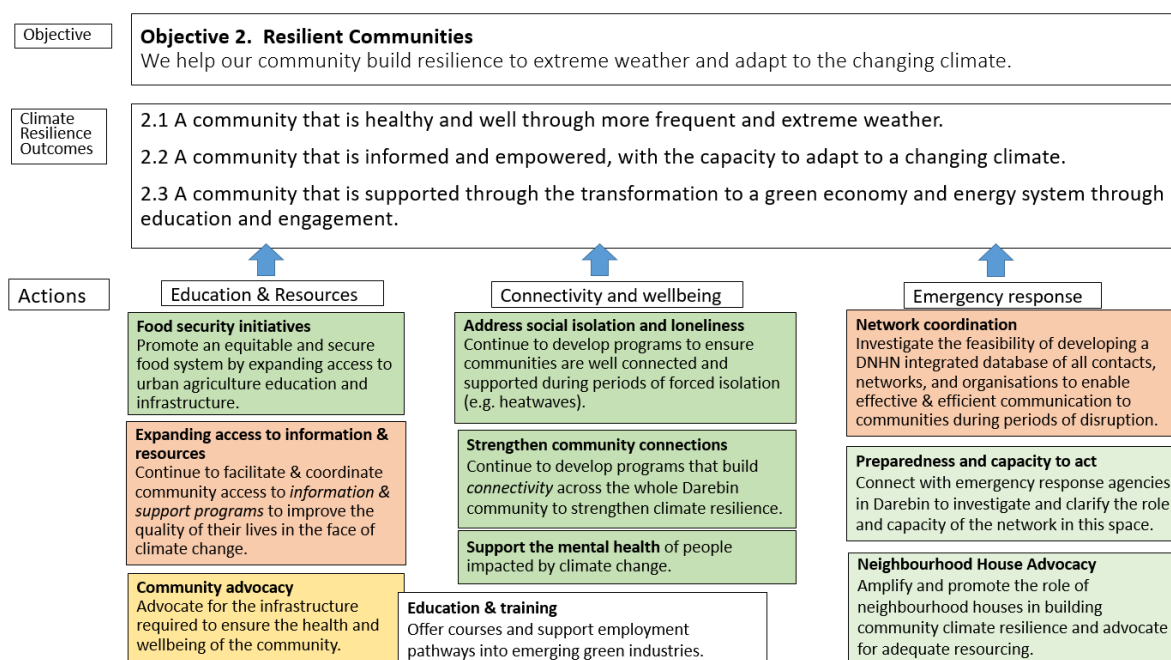 Objective
Objective 2.  Resilient Communities
We help our community build resilience to extreme weather and adapt to the changing climate.
Climate
Resilience
Outcomes
2.1 A community that is healthy and well through more frequent and extreme weather.
2.2 A community that is informed and empowered, with the capacity to adapt to a changing climate.
2.3 A community that is supported through the transformation to a green economy and energy system through
education and engagement.
Actions
Education & Resources
Food security initiatives
Promote an equitable and secure
food system by expanding access to
urban agriculture education and
infrastructure.
Expanding access to information &
resources
Continue to facilitate & coordinate
community access to information &
support programs to improve the
quality of their lives in the face of
climate change.
Community advocacy
Advocate for the infrastructure
required to ensure the health and
wellbeing of the community.
Connectivity and wellbeing
Address social isolation and loneliness
Continue to develop programs to ensure
communities are well connected and
supported during periods of forced isolation
(e.g. heatwaves).
Strengthen community connections
Continue to develop programs that build
connectivity across the whole Darebin
community to strengthen climate resilience.
Support the mental health of people
impacted by climate change.
Education & training
Offer courses and support employment
pathways into emerging green industries.
Emergency response
Network coordination
Investigate the feasibility of developing a
DNHN integrated database of all contacts,
networks, and organisations to enable
effective & efficient communication to
communities during periods of disruption.
Preparedness and capacity to act
Connect with emergency response agencies
in Darebin to investigate and clarify the role
and capacity of the network in this space.
Neighbourhood House Advocacy
Amplify and promote the role of
neighbourhood houses in building
community climate resilience and advocate
for adequate resourcing.